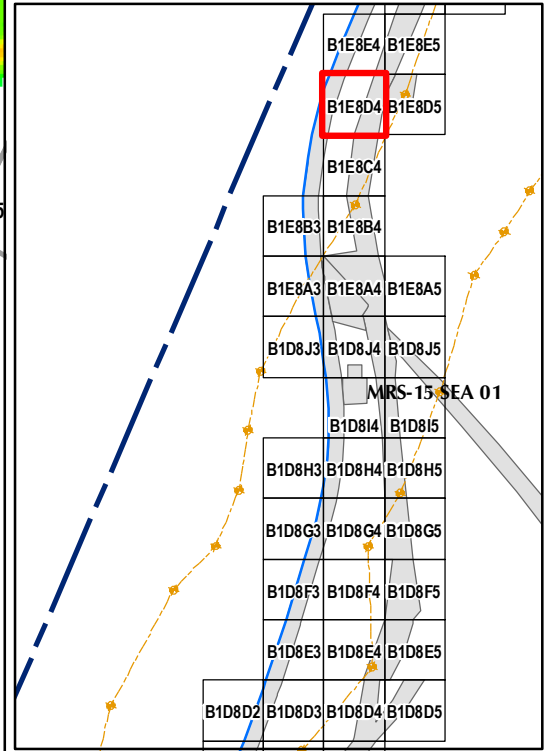 B1E8E4 B1E8E5
B1E8D4 B1E8D5
B1E8C4
B1E8B3 B1E8B4
B1E8A3 B1E8A4 B1E8A5
B1D8J3 B1D8J4 B1D8J5
MRS-15 SEA 01
B1D8I4 B1D8I5
B1D8H3 B1D8H4 B1D8H5
B1D8G3 B1D8G4 B1D8G5
B1D8F3 B1D8F4 B1D8F5
B1D8E3 B1D8E4 B1D8E5
B1D8D2 B1D8D3 B1D8D4 B1D8D5